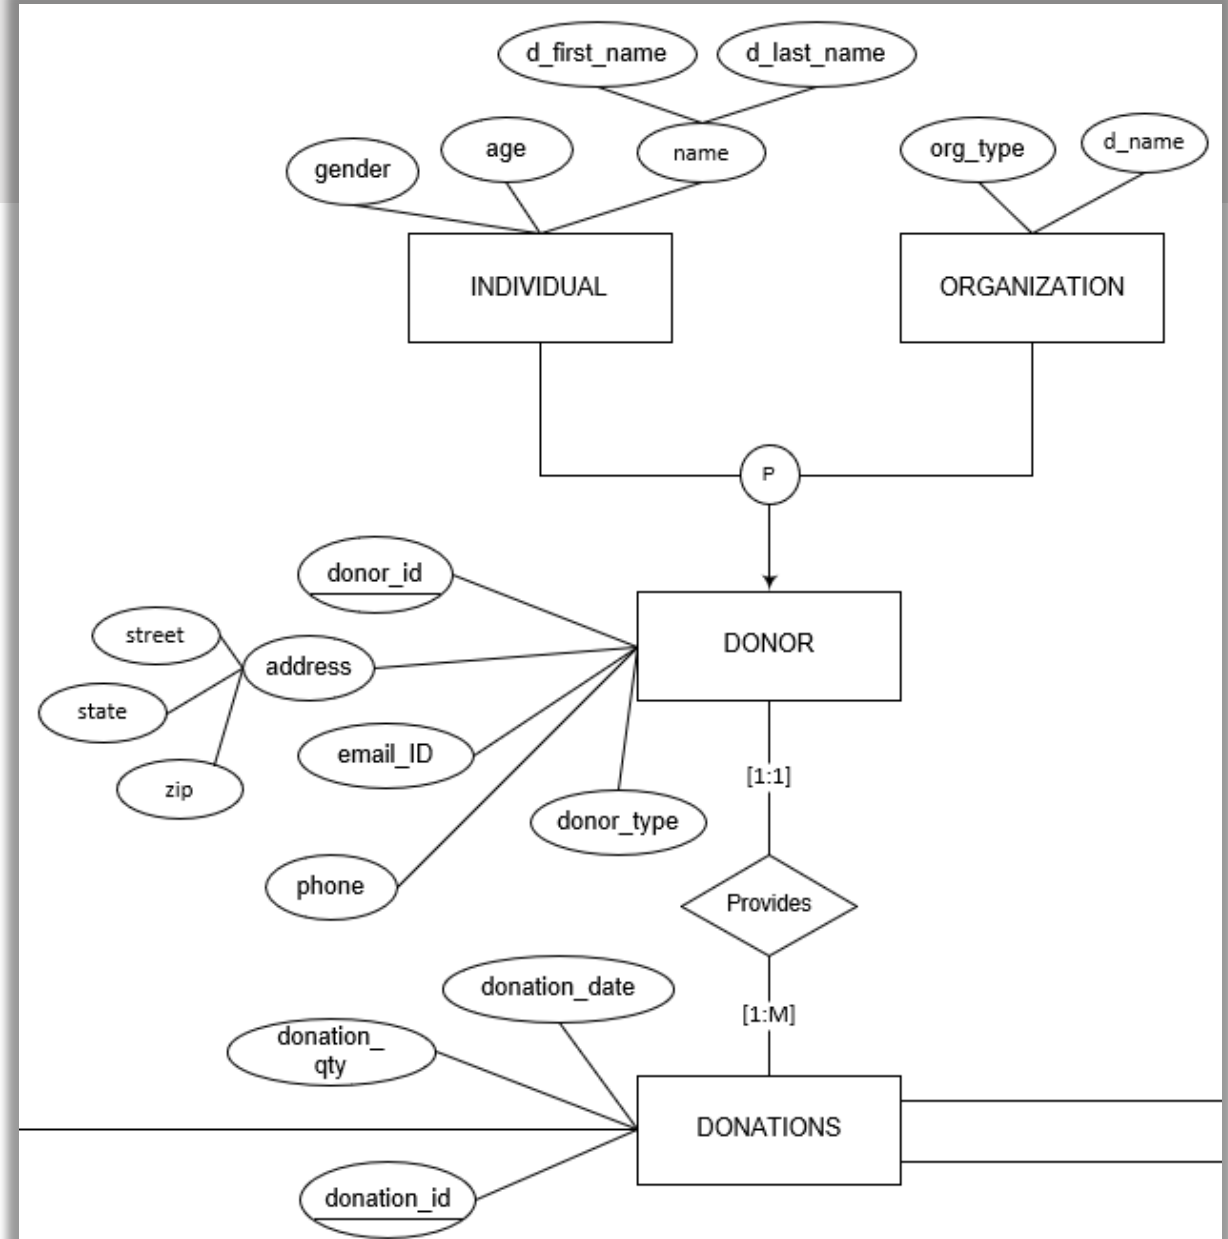 d_first_name
d_last_name
gender
age
name
org_type
d_name
INDIVIDUAL
ORGANIZATION
P
donor_id
street
address
DONOR
state
email_ID
zip
[1:1]
donor_type
phone
Provides
donation_date
[1:M]
donation_
qty
DONATIONS
donation_id